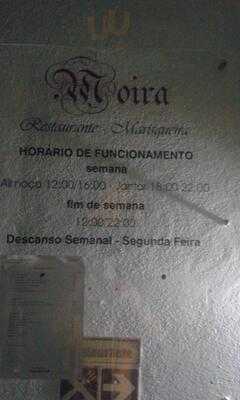 Moira
Restaurante - Marisqueira
HORARIO DE FUNCIONAMENTO
semana
Almoço 12:00/16:00 - Jantar 18:00 22:00
fim de semana
12:00/22:00
Descanso Semanal - Segunda Feira